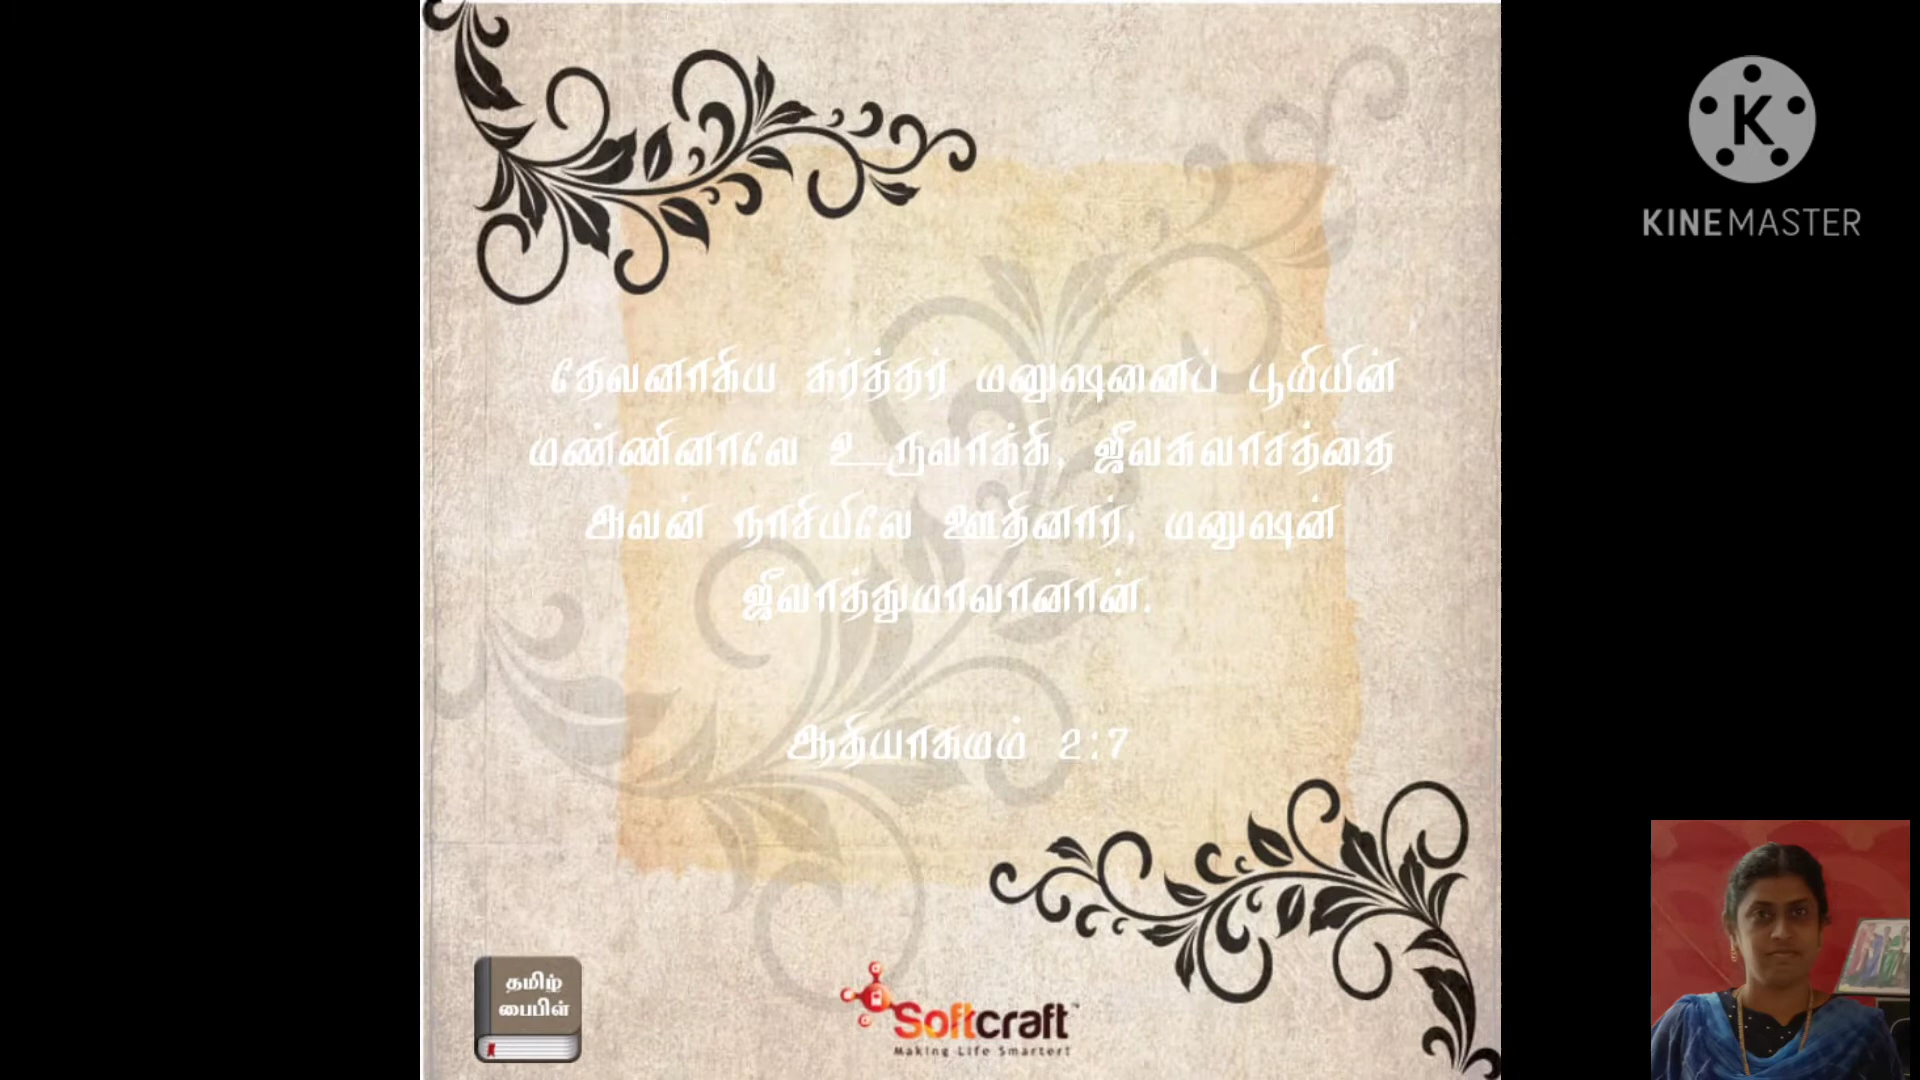 தேவனாகிய கர்த்தர் மனுஷனைப் பூமியின்
மண்ணினாலே உருவாக்கி, ஜீவசுவாசத்தை
அவன் நாசியிலே ஊதினார், மனுஷன்
ஜீவாத்துமாவானான்.
ஆதியாகமம் 2:7
தமிழ்
பைபிள்
Softcraft™
Making Life Smarter!
K
KINEMASTER